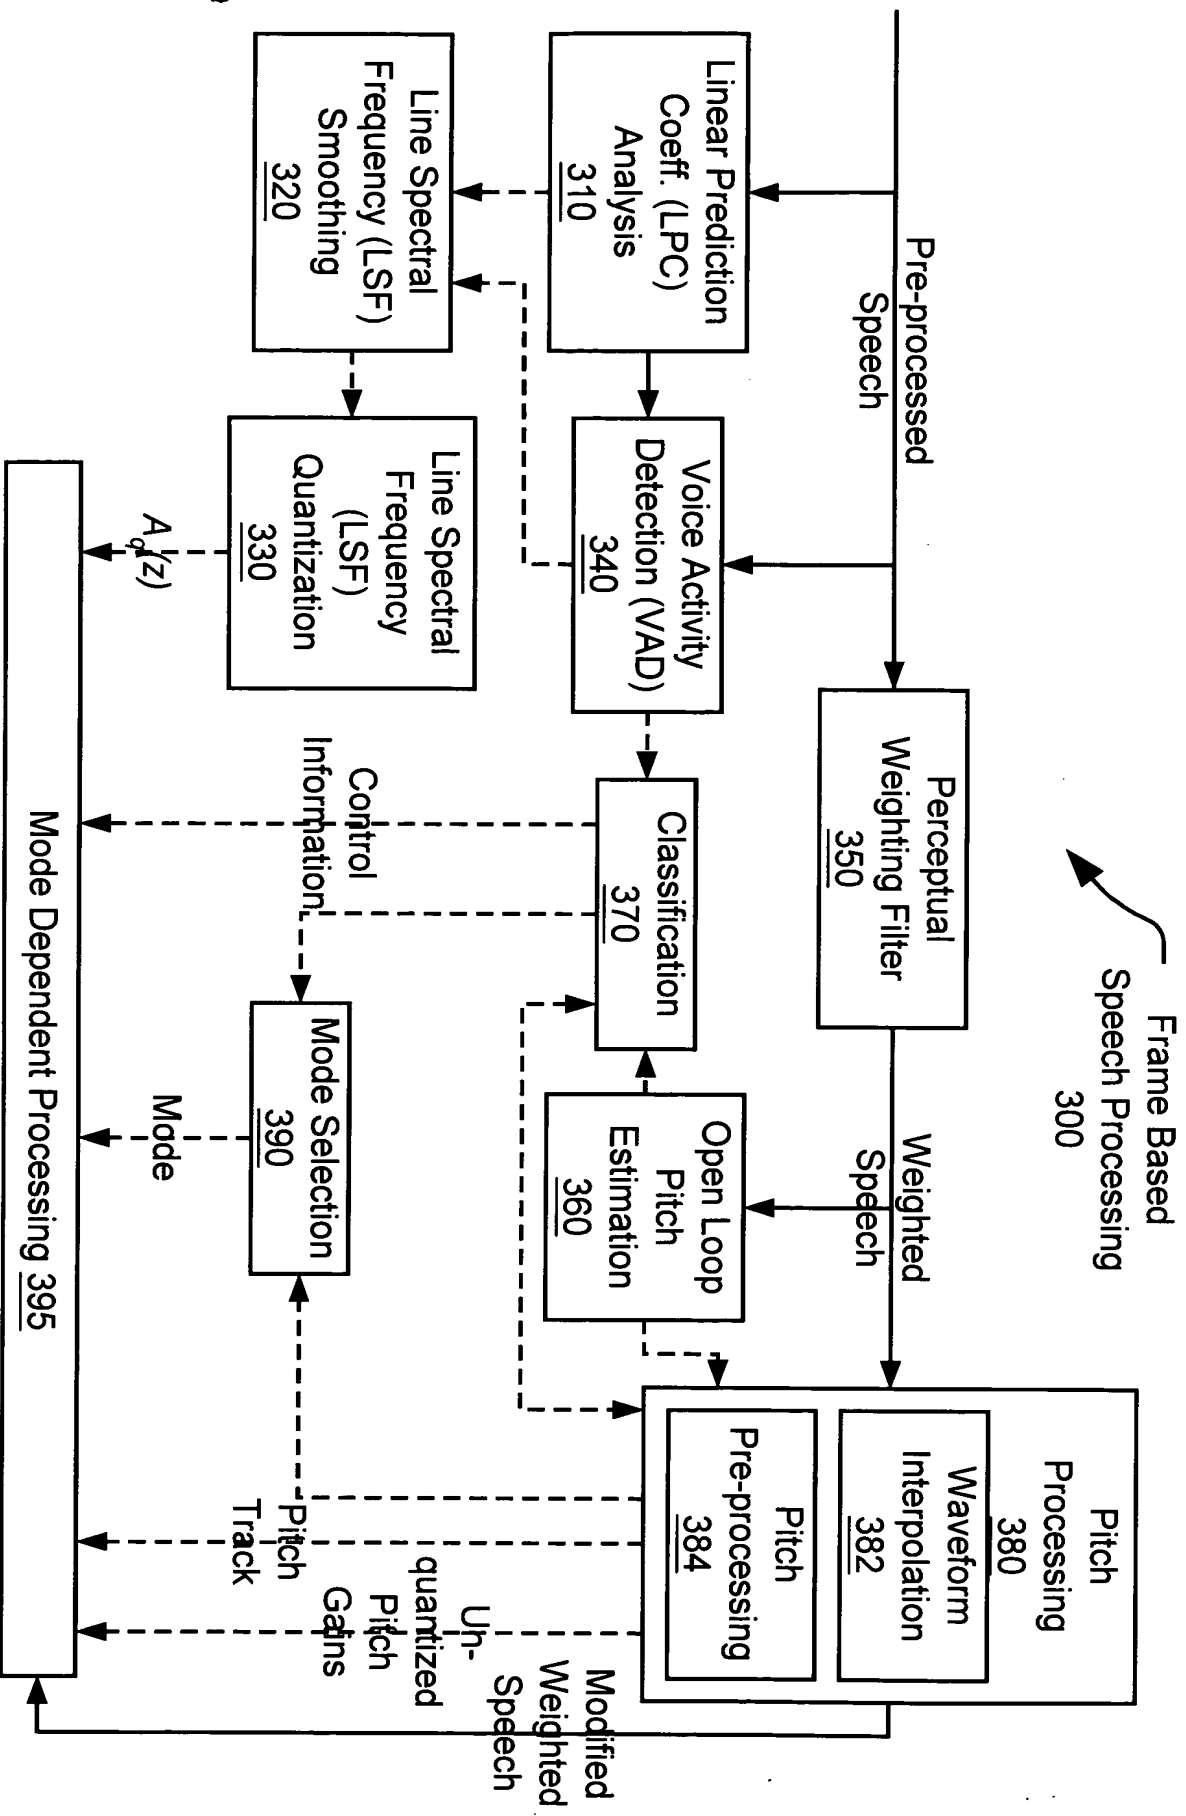 Frame Based
Speech Processing
300
Pre-processed
Speech
Perceptual
Weighting Filter
350
Weighted
Speech
Pitch
Processing
380
Waveform
Interpolation
382
Pitch
Pre-processing
384
Linear Prediction
Coeff. (LPC)
Analysis
310
Voice Activity
Detection (VAD)
340
Classification
370
Open Loop
Pitch
Estimation
360
Line Spectral
Frequency (LSF)
Smoothing
320
Line Spectral
Frequency
(LSF)
Quantization
330
Control
Information
Mode Selection
390
Modified
Weighted
Speech
Un-
quantized
Pitch
Gains
Pitch
Track
Aq(z)
Mode
Mode Dependent Processing 395